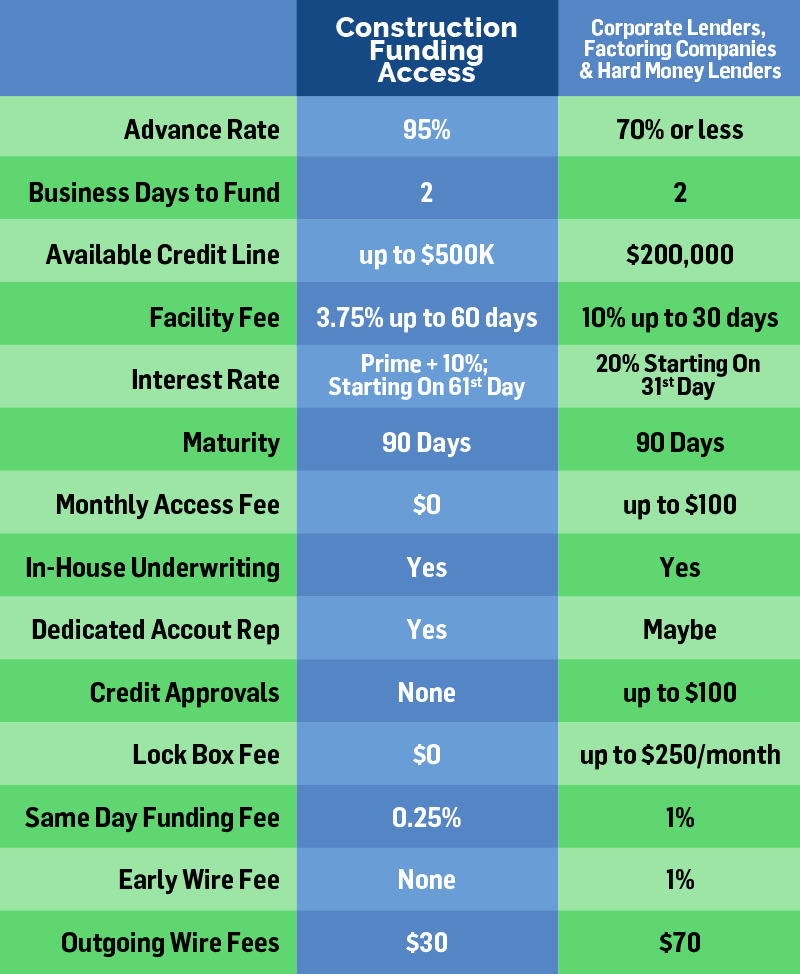 Construction
Funding
Access
Corporate Lenders,
Factoring Companies
& Hard Money Lenders
Advance Rate 95% 70% or less
Business Days to Fund 2 2
Available Credit Line up to $500K $200,000
Facility Fee 3.75% up to 60 days 10% up to 30 days
Interest Rate
Prime + 10%;
Starting On 61st Day
20% Starting On
31st Day
Maturity 90 Days 90 Days
Monthly Access Fee $0 up to $100
In-House Underwriting Yes Yes
Dedicated Accout Rep Yes Maybe
Credit Approvals None up to $100
Lock Box Fee $0 up to $250/month
Same Day Funding Fee 0.25% 1%
Early Wire Fee None 1%
Outgoing Wire Fees $30 $70